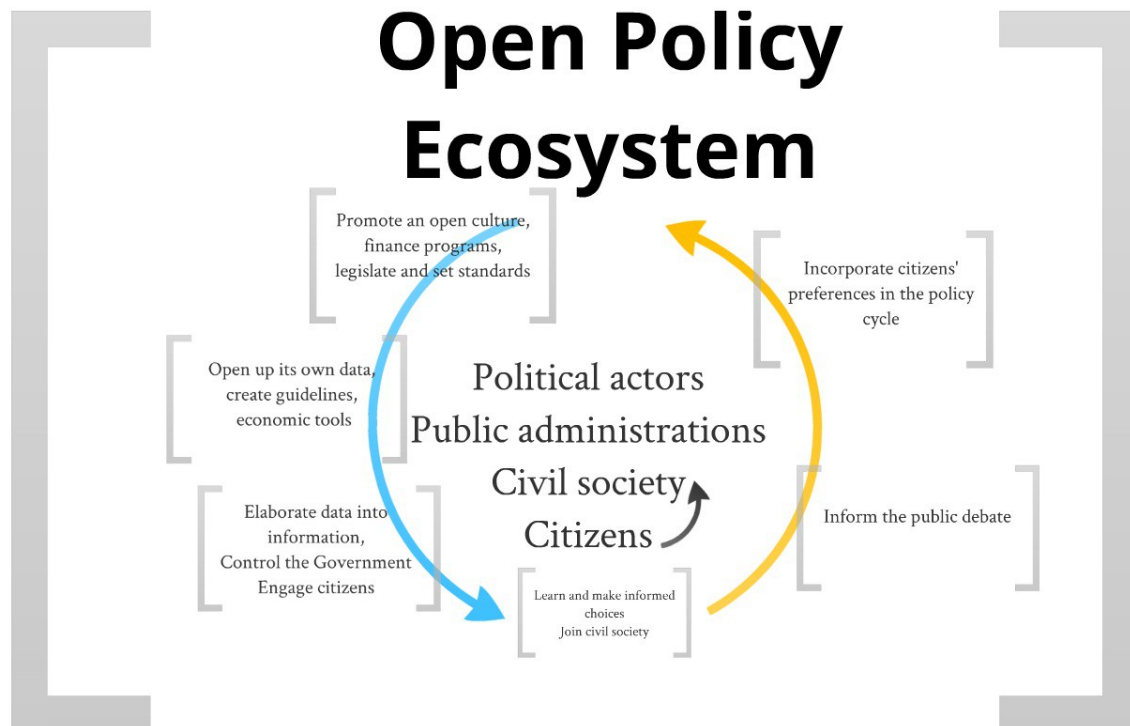 Open Policy
Ecosystem
Promote an open culture,
finance programs,
legislate and set standards
Open up its own data,
create guidelines,
economic tools
Elaborate data into
information,
Control the Government
Engage citizens
Political actors
Public administrations
Civil society
Citizens
Learn and make informed
choices
Join civil society
Inform the public debate
Incorporate citizens'
preferences in the policy
cycle